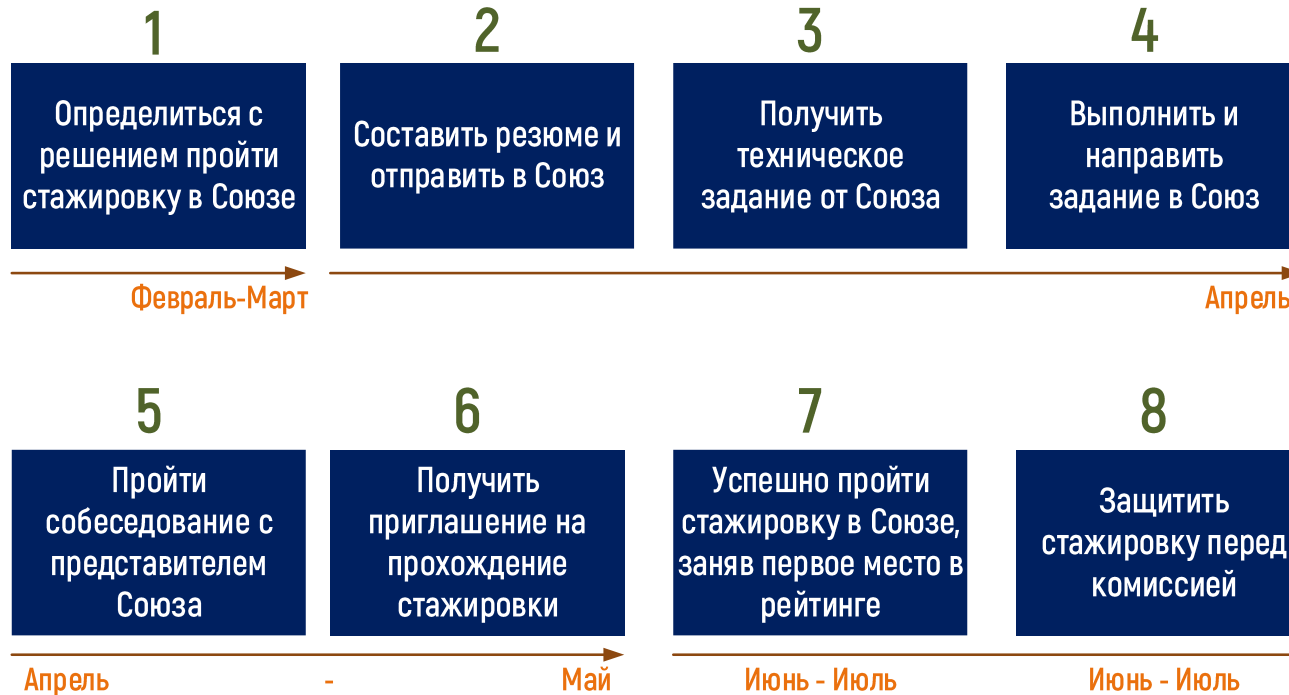 1
Определиться с
решением пройти
стажировку в Союзе
2
Составить резюме и
отправить в Союз
3
Получить
техническое
задание от Союза
4
Выполнить и
направить
задание в Союз
Февраль-Март
Апрель
5
Пройти
собеседование с
представителем
Союза
6
Получить
приглашение на
прохождение
стажировки
7
Успешно пройти
стажировку в Союзе,
заняв первое место в
рейтинге
8
Защитить
стажировку перед
комиссией
Апрель - Май
Июнь - Июль
Июнь - Июль